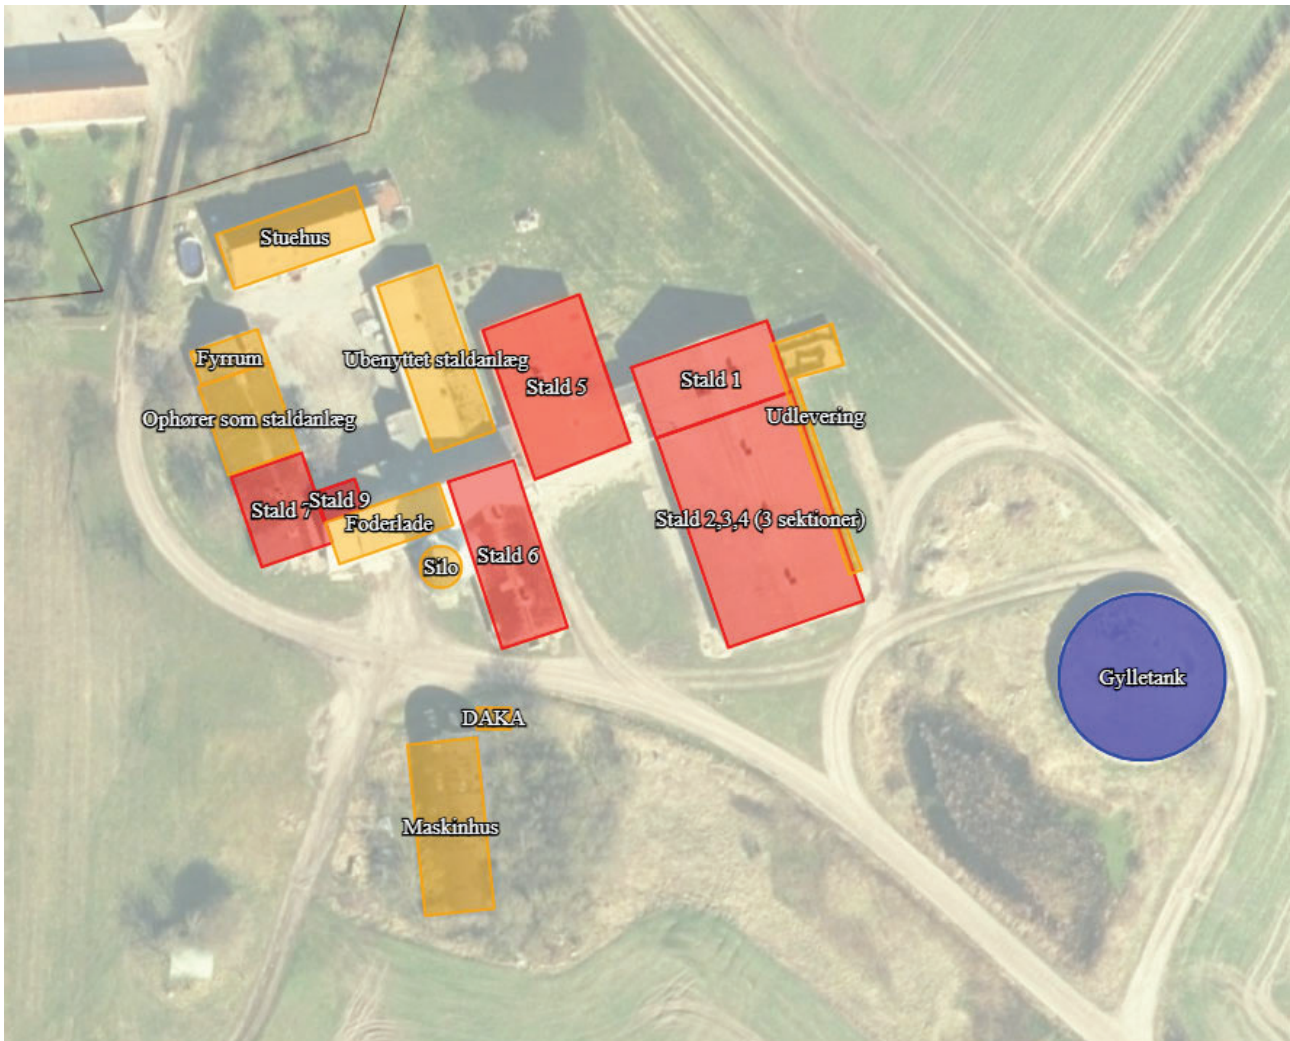 Stuehus
Fyrrum
Ubenyttet staldanlæg
Stald 5
Stald 1
Ophører som staldanlæg
Udlevering
Stald 7
Stald 9
Foderlade
Stald 2,3,4 (3 sektioner)
Silo
Stald 6
Gylletank
DAKA
Maskinhus